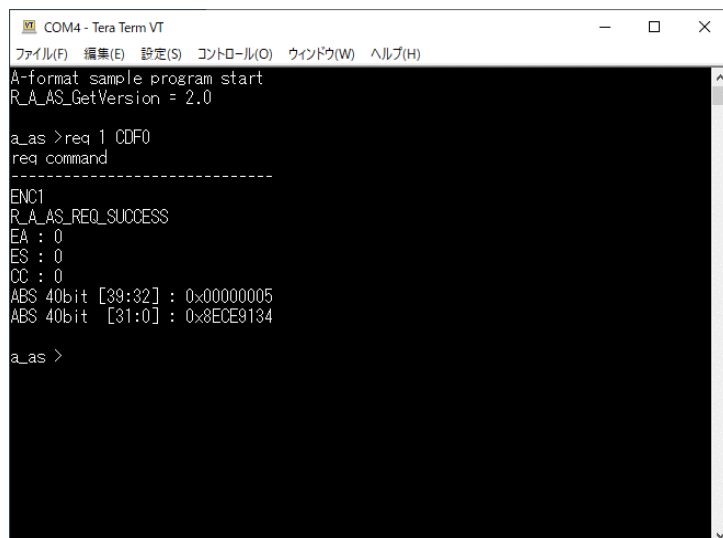 COM4 - Tera Term VT
ファイル(F) 編集(E) 設定(S) コントロール(O) ウィンドウ(W) ヘルプ(H)
A-format sample program start
R_A_AS_GetVersion = 2.0
a_as >req 1 CDF0
req command
------------------------------
ENC1
R_A_AS_REQ_SUCCESS
EA : 0
ES : 0
CC : 0
ABS 40bit [39:32] : 0x00000005
ABS 40bit  [31:0] : 0x8ECE9134
a_as >